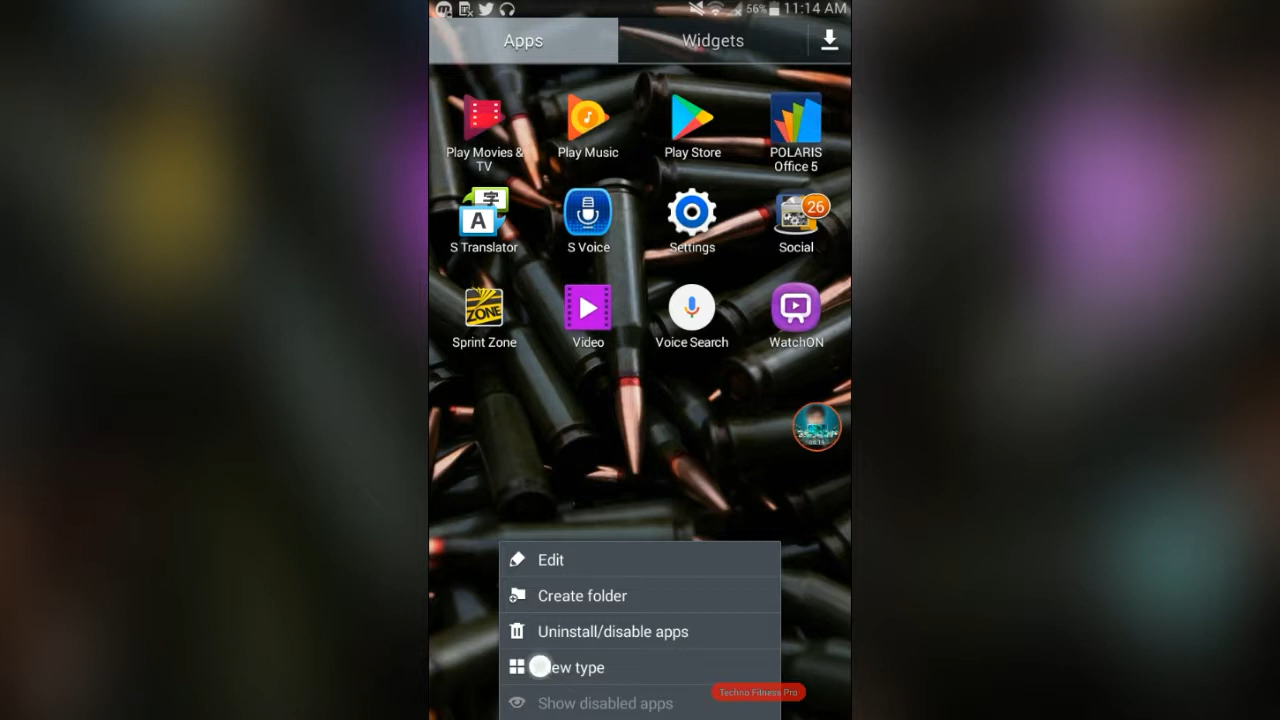 56% 11:14 AM
Apps Widgets
Play Movies &
TV
Play Music
Play Store
POLARIS
Office 5
字
A
26
S Translator
S Voice
Settings
Social
ZONE
Sprint Zone
Video
Voice Search
WatchON
Edit
Create folder
Uninstall/disable apps
ew type
Techno Fitness Pro
Show disabled apps